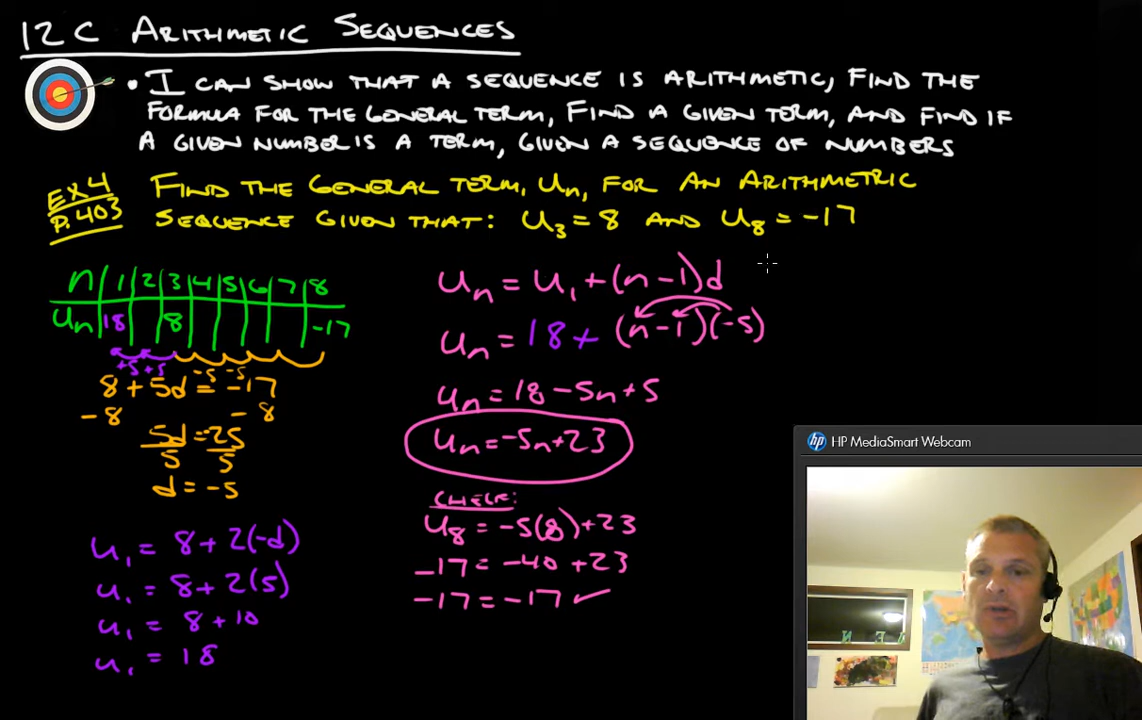 12C ARITHMETIC SEQUENCES
• I CAN SHOW THAT A SEQUENCE IS ARITHMETIC, FIND THE
FORMULA FOR THE GENERAL TERM, FIND A GIVEN TERM, AND FIND IF
A GIVEN NUMBER IS A TERM, GIVEN A SEQUENCE OF NUMBERS
EX 4
P. 403
FIND THE GENERAL TERM, Un, FOR AN ARITHMETRIC
SEQUENCE GIVEN THAT: U₃ = 8 AND U₈ = -17
n 1 2 3 4 5 6 7 8
Un 18 8 -17
+5 +5 -5 -5
8 + 5d = -17
-8 -8
5d = -25
5 5
d = -5
u₁ = 8 + 2(-d)
u₁ = 8 + 2(5)
u₁ = 8 + 10
u₁ = 18
Un = U₁ + (n-1)d
Un = 18 + (n-1)(-5)
Un = 18 - 5n + 5
Un = -5n + 23
CHECK:
U₈ = -5(8) + 23
-17 = -40 + 23
-17 = -17 ✓
hp HP MediaSmart Webcam